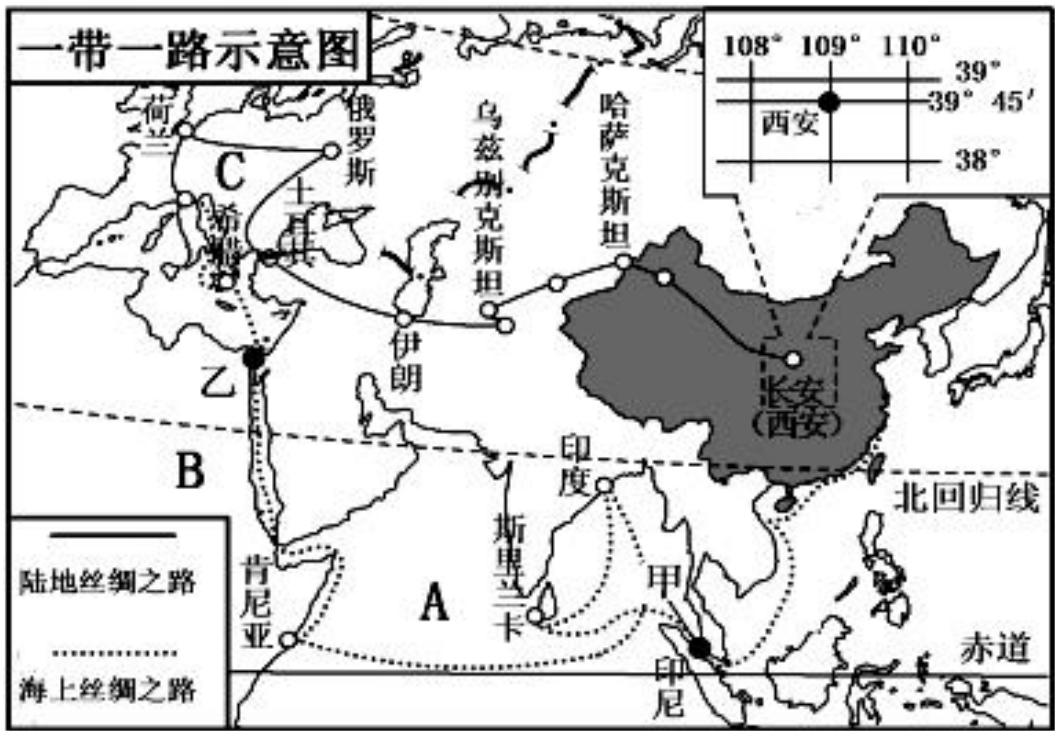 一带一路示意图
108° 109° 110°
39°
39° 45′
西安
38°
荷兰
俄罗斯
乌兹别克斯坦
哈萨克斯坦
C
土耳其
希腊
伊朗
乙
长安
(西安)
B
印度
北回归线
斯里兰卡
甲
A
肯尼亚
陆地丝绸之路
海上丝绸之路
赤道
印尼